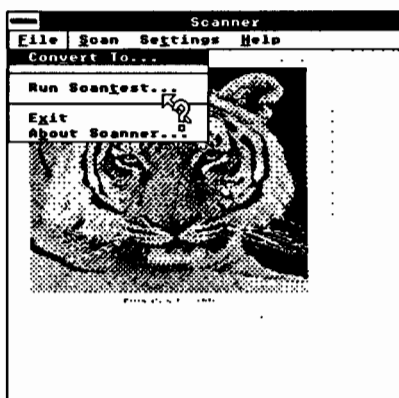 Scanner
File Scan Settings Help
Convert To...
Run Scantest...
Exit
About Scanner...